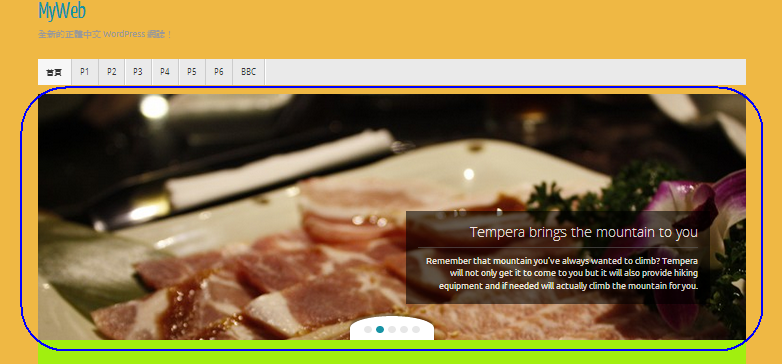 MyWeb
全新的正體中文 WordPress 網誌！
首頁 P1 P2 P3 P4 P5 P6 BBC
Tempera brings the mountain to you
Remember that mountain you've always wanted to climb? Tempera
will not only get it to come to you but it will also provide hiking
equipment and if needed will actually climb the mountain for you.